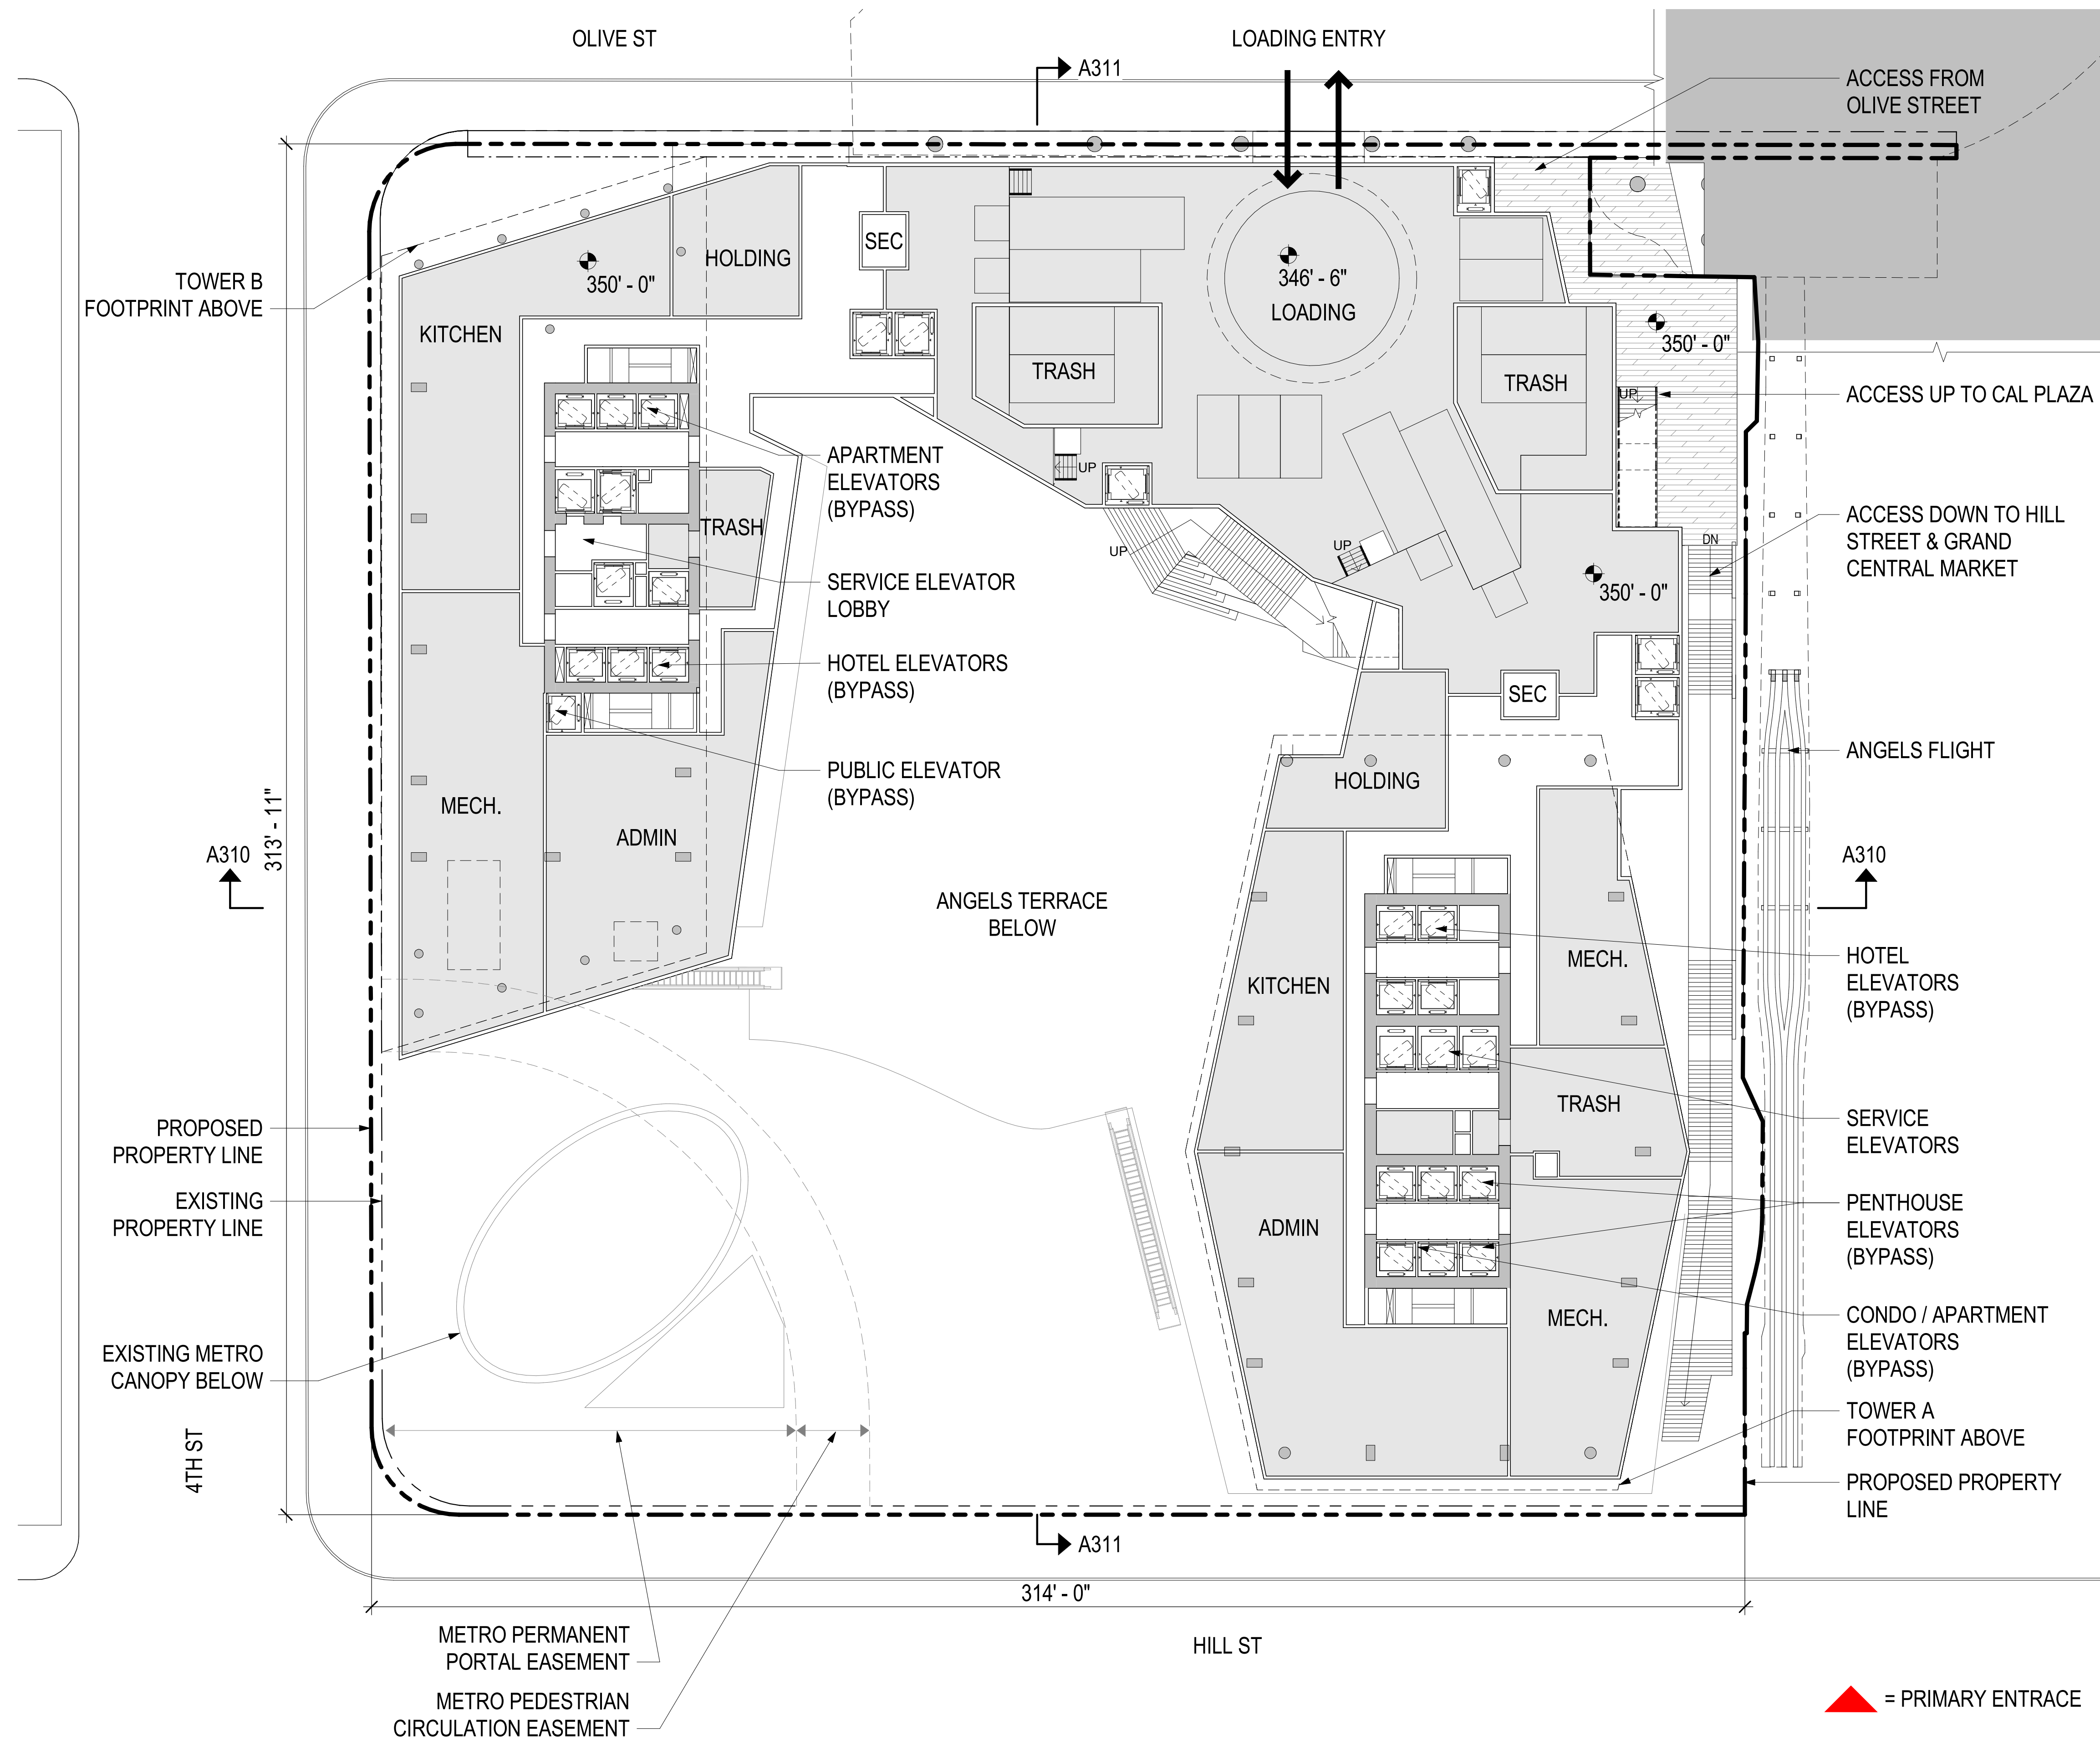 OLIVE ST
LOADING ENTRY
A311
ACCESS FROM
OLIVE STREET
SEC
HOLDING
TOWER B
FOOTPRINT ABOVE
350' - 0"
346' - 6"
LOADING
KITCHEN
350' - 0"
TRASH
TRASH
UP
ACCESS UP TO CAL PLAZA
APARTMENT
ELEVATORS
(BYPASS)
UP
TRASH
UP
UP
DN
ACCESS DOWN TO HILL
STREET & GRAND
CENTRAL MARKET
SERVICE ELEVATOR
LOBBY
350' - 0"
HOTEL ELEVATORS
(BYPASS)
SEC
PUBLIC ELEVATOR
(BYPASS)
ANGELS FLIGHT
HOLDING
MECH.
ADMIN
313' - 11"
A310
A310
ANGELS TERRACE
BELOW
KITCHEN
MECH.
HOTEL
ELEVATORS
(BYPASS)
TRASH
SERVICE
ELEVATORS
PROPOSED
PROPERTY LINE
EXISTING
PROPERTY LINE
ADMIN
PENTHOUSE
ELEVATORS
(BYPASS)
MECH.
CONDO / APARTMENT
ELEVATORS
(BYPASS)
EXISTING METRO
CANOPY BELOW
TOWER A
FOOTPRINT ABOVE
4TH ST
PROPOSED PROPERTY
LINE
A311
314' - 0"
METRO PERMANENT
PORTAL EASEMENT
HILL ST
METRO PEDESTRIAN
CIRCULATION EASEMENT
= PRIMARY ENTRACE